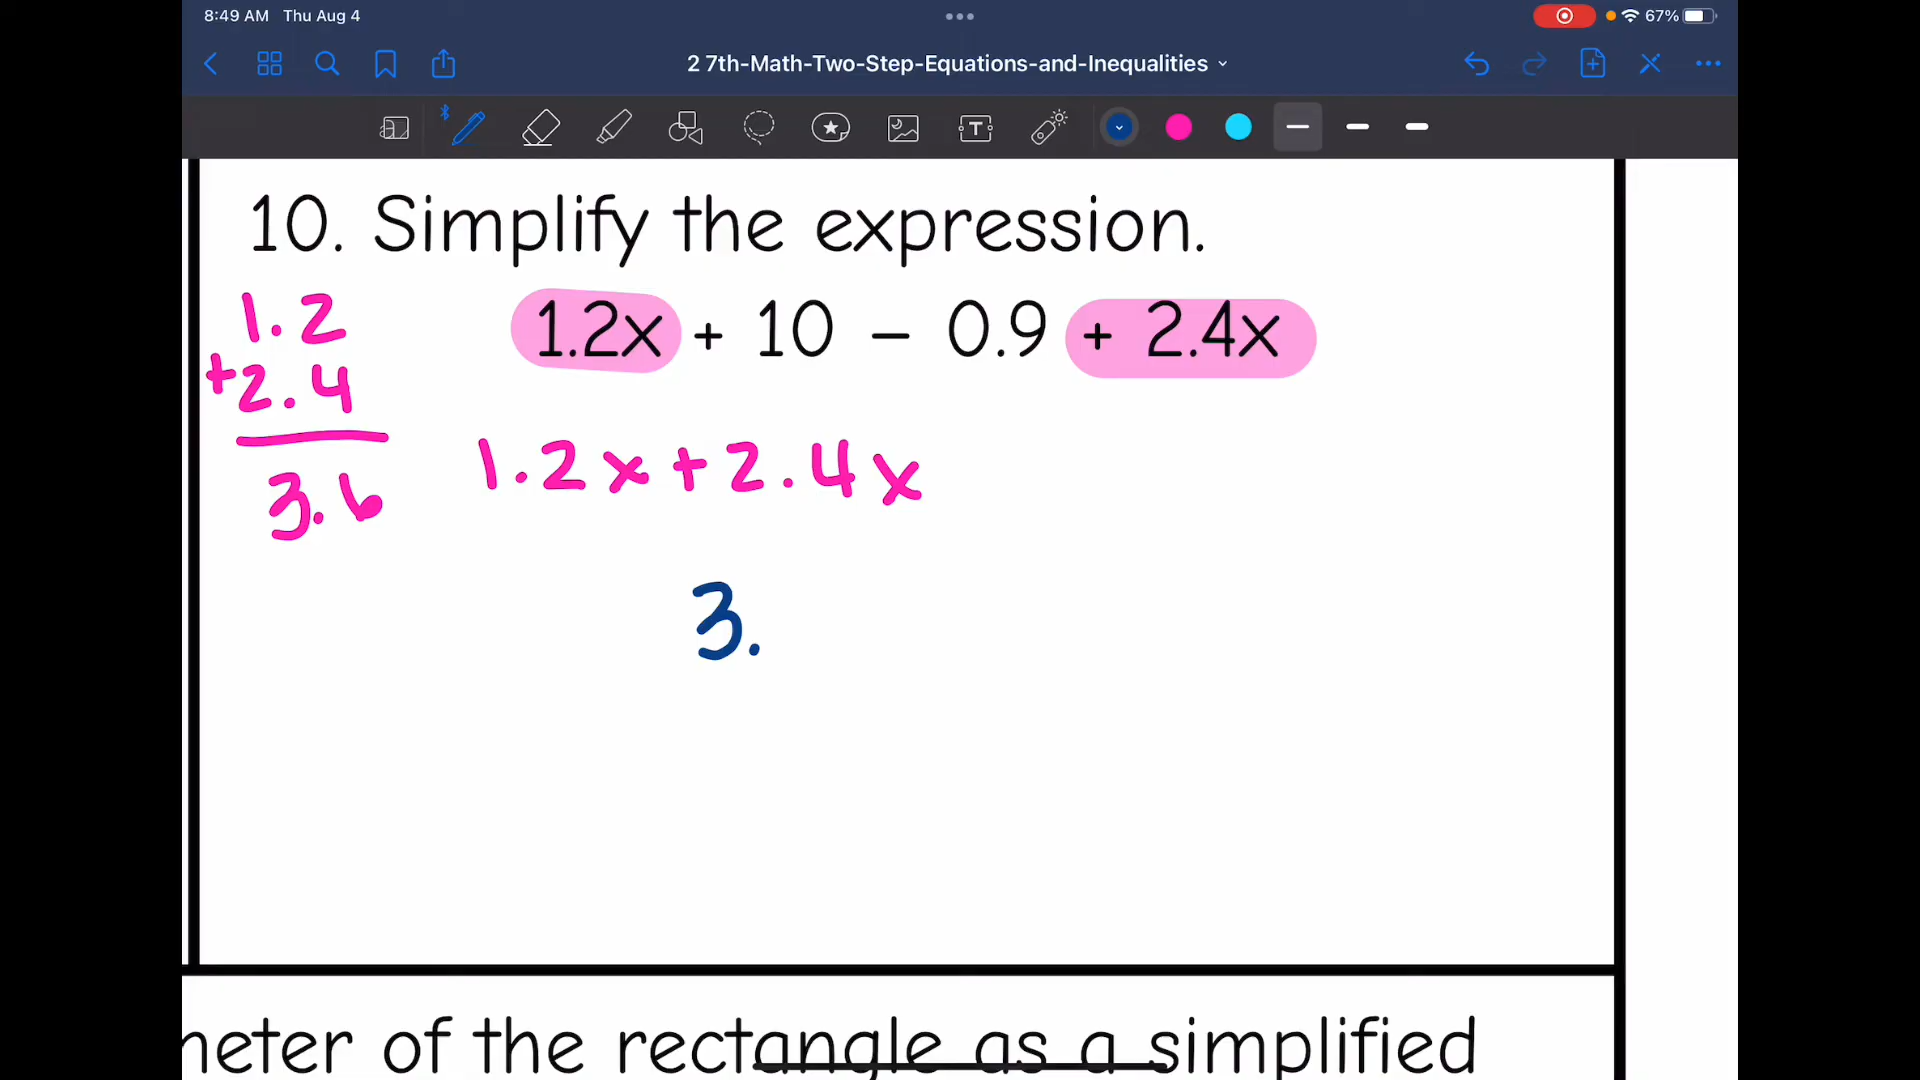 8:49 AM Thu Aug 4
67%
2 7th-Math-Two-Step-Equations-and-Inequalities
10. Simplify the expression.
1.2x + 10 – 0.9 + 2.4x
1.2
+2.4
3.6
1.2x+2.4x
3.
meter of the rectangle as a simplified